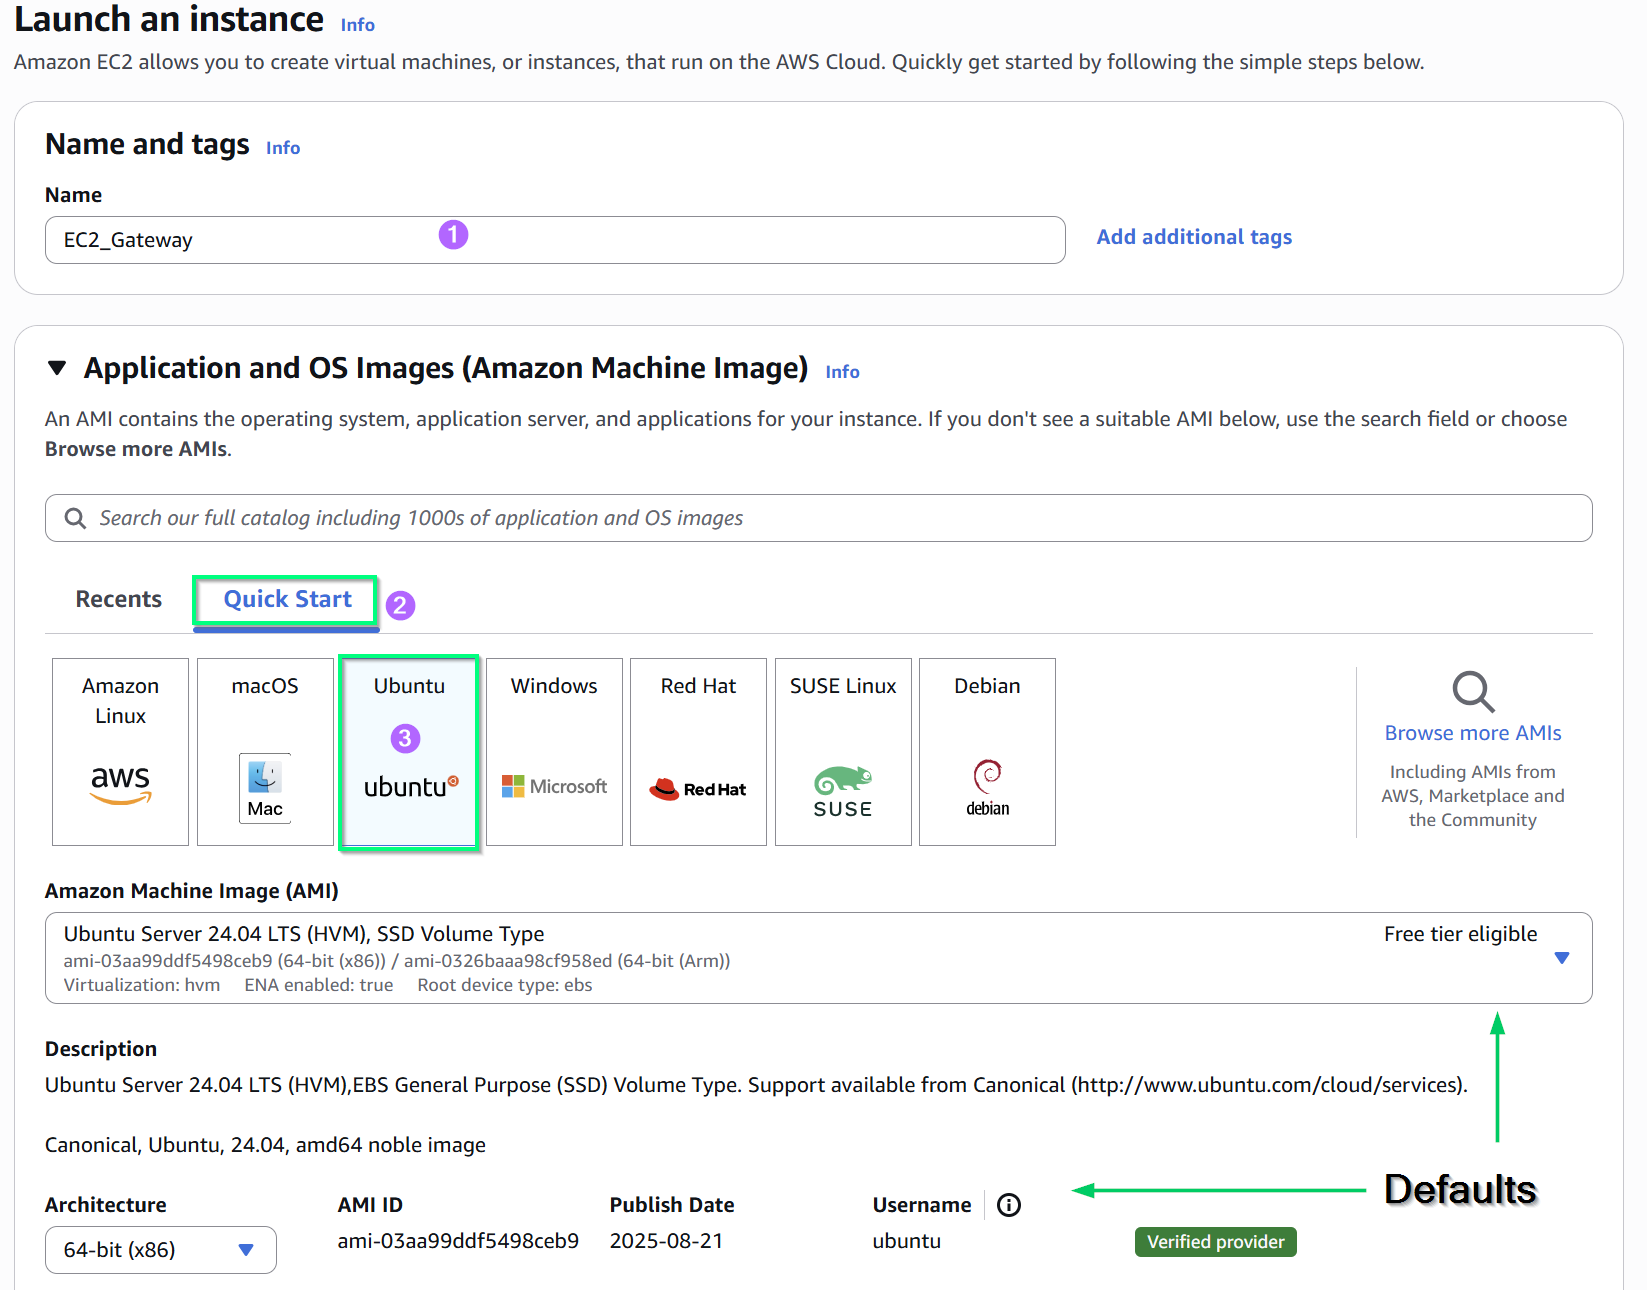 Launch an instance Info
Amazon EC2 allows you to create virtual machines, or instances, that run on the AWS Cloud. Quickly get started by following the simple steps below.
Name and tags Info
Name
EC2_Gateway 1 Add additional tags
Application and OS Images (Amazon Machine Image) Info
An AMI contains the operating system, application server, and applications for your instance. If you don't see a suitable AMI below, use the search field or choose
Browse more AMIs.
Search our full catalog including 1000s of application and OS images
Recents Quick Start 2
Amazon Linux
aws
macOS
Mac
Ubuntu
3
ubuntu
Windows
Microsoft
Red Hat
Red Hat
SUSE Linux
SUSE
Debian
debian
Browse more AMIs
Including AMIs from
AWS, Marketplace and
the Community
Amazon Machine Image (AMI)
Ubuntu Server 24.04 LTS (HVM), SSD Volume Type Free tier eligible
ami-03aa99ddf5498ceb9 (64-bit (x86)) / ami-0326baaa98cf958ed (64-bit (Arm))
Virtualization: hvm ENA enabled: true Root device type: ebs
Description
Ubuntu Server 24.04 LTS (HVM),EBS General Purpose (SSD) Volume Type. Support available from Canonical (http://www.ubuntu.com/cloud/services).
Canonical, Ubuntu, 24.04, amd64 noble image
Defaults
Architecture AMI ID Publish Date Username
64-bit (x86) ami-03aa99ddf5498ceb9 2025-08-21 ubuntu Verified provider